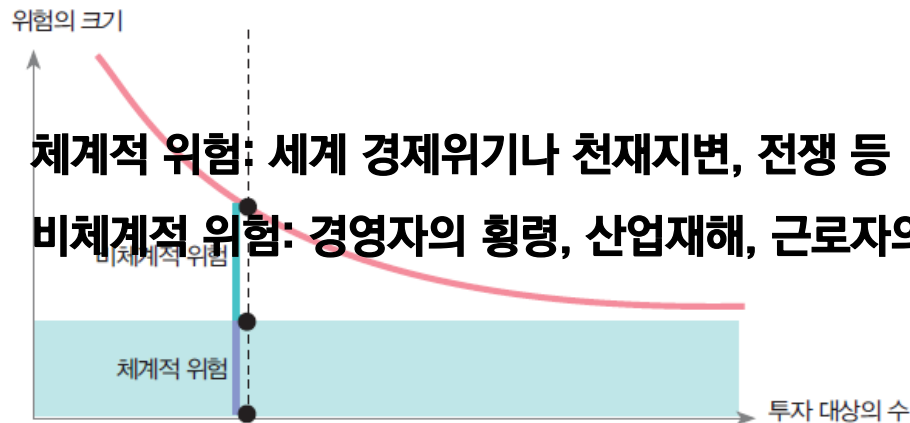 위험의 크기
체계적 위험: 세계 경제위기나 천재지변, 전쟁 등
비체계적 위험: 경영자의 횡령, 산업재해, 근로자의
비체계적 위험
체계적 위험
투자 대상의 수